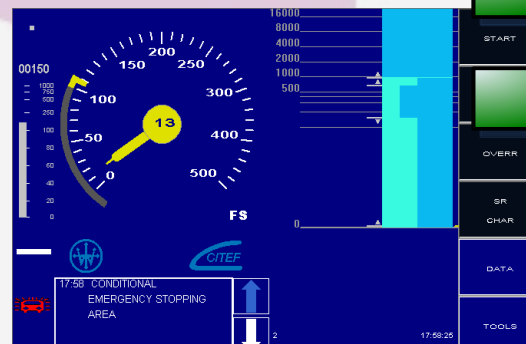 00150
1000
750
500
250
100
80
60
40
20
0
0
50
100
150
200
250
300
400
500
13
FS
16000
8000
4000
2000
1000
500
0
START
OVERR
SR
CHAR
DATA
TOOLS
CITEF
17:58 CONDITIONAL
EMERGENCY STOPPING
AREA
2
17:58:25